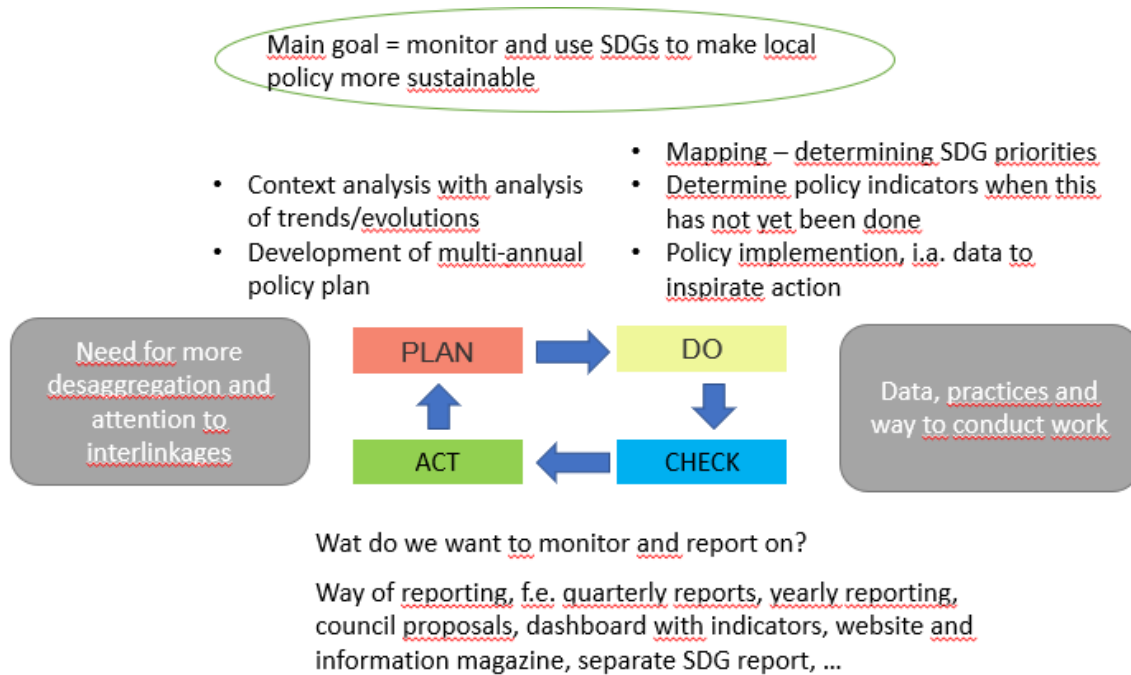 Main goal = monitor and use SDGs to make local
policy more sustainable
• Context analysis with analysis
of trends/evolutions
• Development of multi-annual
policy plan
• Mapping – determining SDG priorities
• Determine policy indicators when this
has not yet been done
• Policy implemention, i.a. data to
inspirate action
Need for more
desaggregation and
attention to
interlinkages
PLAN
DO
ACT
CHECK
Data, practices and
way to conduct work
Wat do we want to monitor and report on?
Way of reporting, f.e. quarterly reports, yearly reporting,
council proposals, dashboard with indicators, website and
information magazine, separate SDG report, ...